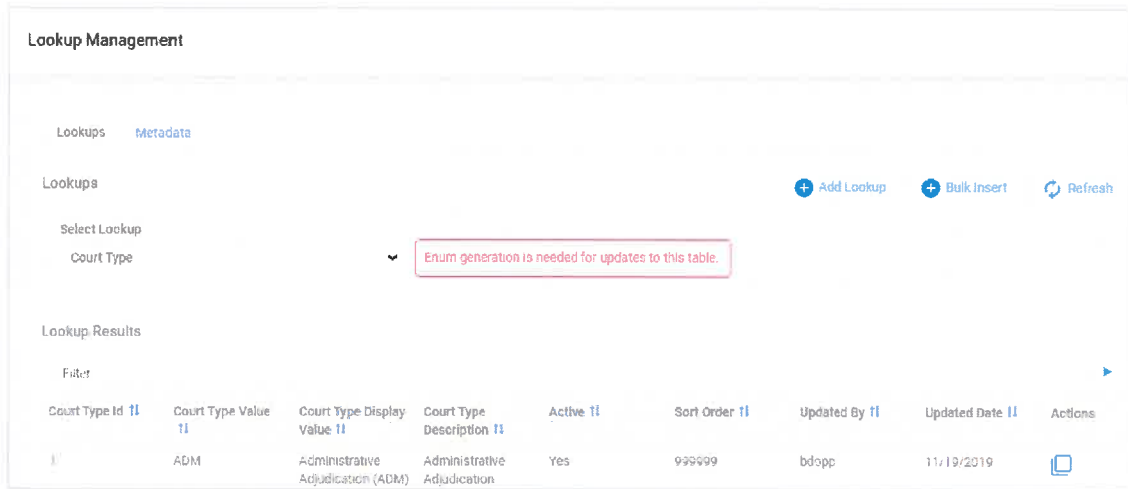 Lookup Management
Lookups Metadata
Lookups
Add Lookup Bulk Insert Refresh
Select Lookup
Court Type
Enum generation is needed for updates to this table.
Lookup Results
Filter
Court Type Id Court Type Value Court Type Display Value Court Type Description Active Sort Order Updated By Updated Date Actions
ADM Administrative Adjudication (ADM) Administrative Adjudication Yes 999999 bdopp 11/19/2019